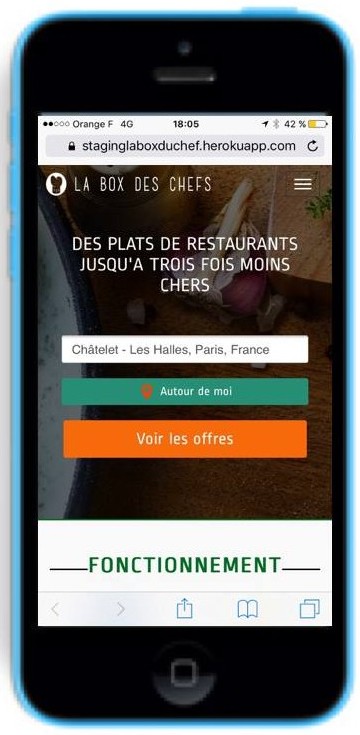 Orange F 4G 18:05 42 %
staginglaboxduchef.herokuapp.com
LA BOX DES CHEFS
DES PLATS DE RESTAURANTS
JUSQU'A TROIS FOIS MOINS
CHERS
Châtelet - Les Halles, Paris, France
Autour de moi
Voir les offres
FONCTIONNEMENT